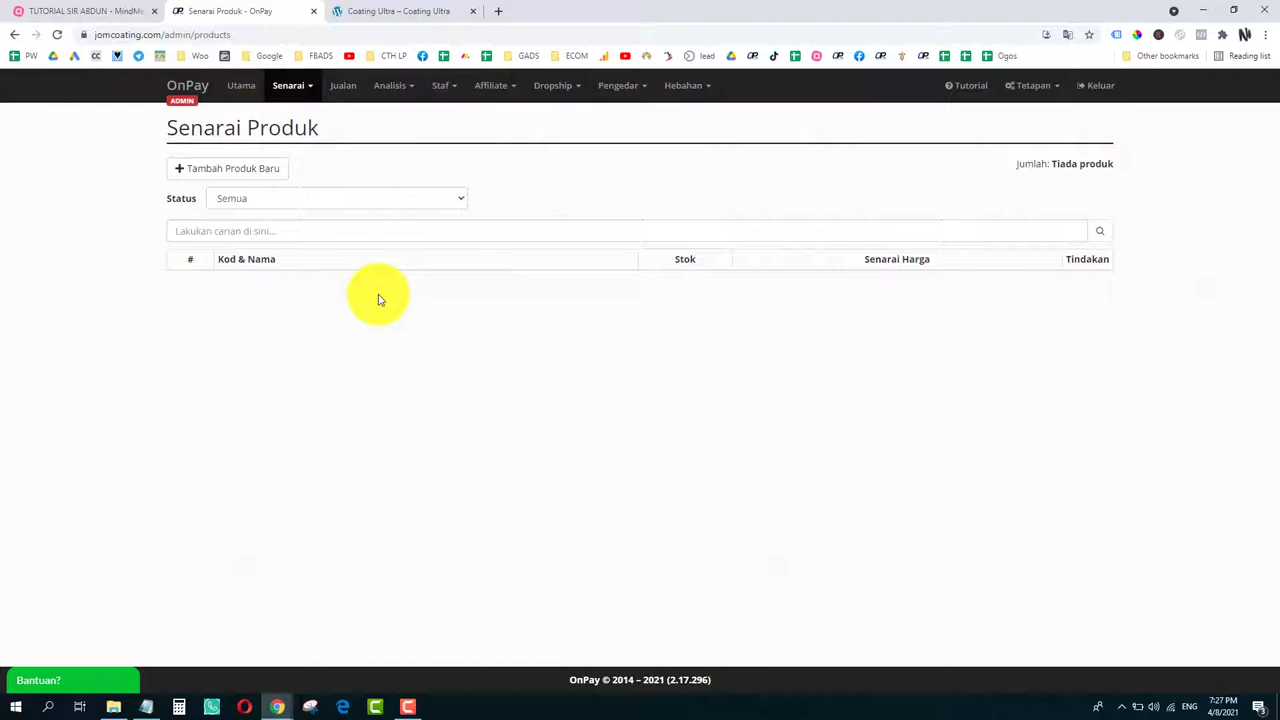 TUTORIAL SIR ABDUN - MindMe
Senarai Produk - OnPay
Coating Ultra – Coating Ultra
jomcoating.com/admin/products
PW
Woo
Google
FBADS
CTH LP
GADS
ECOM
lead
Ogos
Other bookmarks
Reading list
OnPay
ADMIN
Utama
Senarai
Jualan
Analisis
Staf
Affiliate
Dropship
Pengedar
Hebahan
Tutorial
Tetapan
Keluar
Senarai Produk
Tambah Produk Baru
Jumlah: Tiada produk
Status
Semua
Lakukan carian di sini...
# Kod & Nama Stok Senarai Harga Tindakan
Bantuan?
OnPay © 2014 – 2021 (2.17.296)
ENG
7:27 PM
4/8/2021